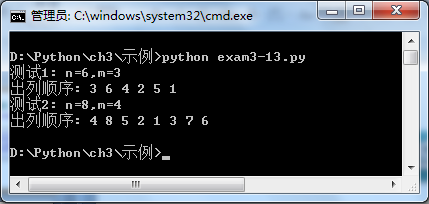 管理员: C:\windows\system32\cmd.exe
D:\Python\ch3\示例>python exam3-13.py
测试1: n=6,m=3
出列顺序: 3 6 4 2 5 1
测试2: n=8,m=4
出列顺序: 4 8 5 2 1 3 7 6
D:\Python\ch3\示例>